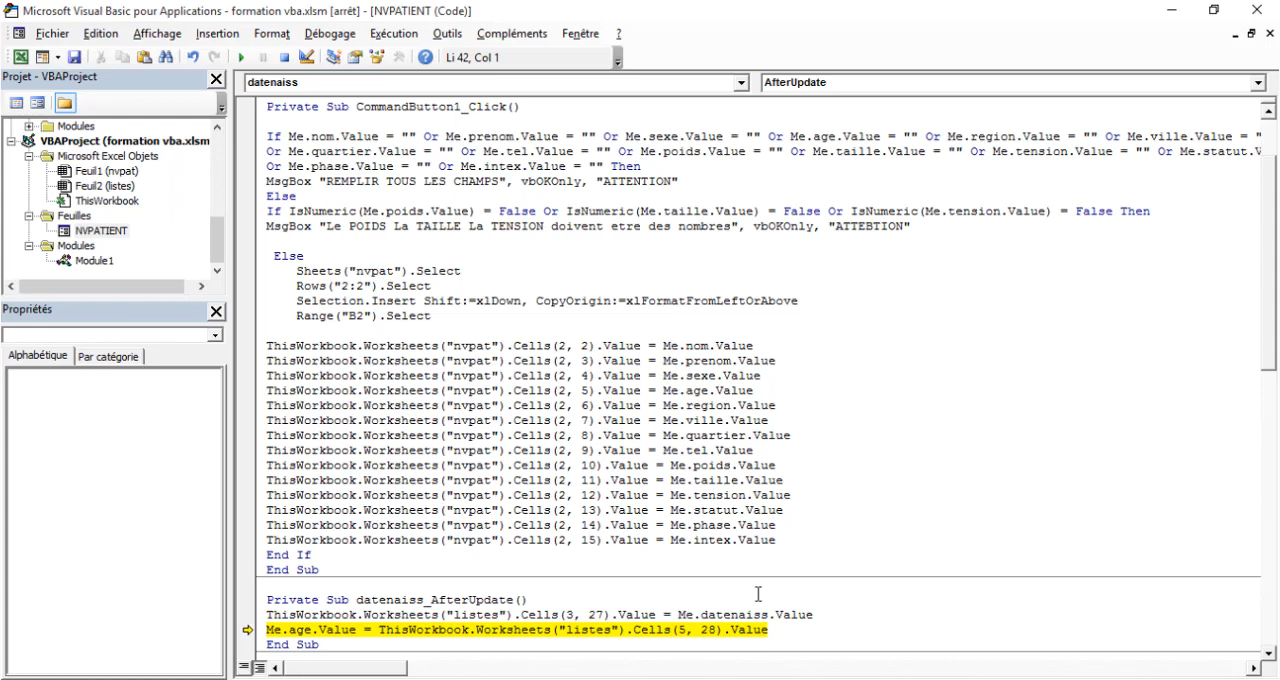 Microsoft Visual Basic pour Applications - formation vba.xlsm [arrêt] - [NVPATIENT (Code)]
Fichier Edition Affichage Insertion Format Débogage Exécution Outils Compléments Fenêtre ?
Li 42, Col 1
Projet - VBAProject
datenaiss
AfterUpdate
Modules
VBAProject (formation vba.xlsm
Microsoft Excel Objets
Feuil1 (nvpat)
Feuil2 (listes)
ThisWorkbook
Feuilles
NVPATIENT
Modules
Module1
Propriétés
Alphabétique Par catégorie
Private Sub CommandButton1_Click()
If Me.nom.Value = "" Or Me.prenom.Value = "" Or Me.sexe.Value = "" Or Me.age.Value = "" Or Me.region.Value = "" Or Me.ville.Value = "
Or Me.quartier.Value = "" Or Me.tel.Value = "" Or Me.poids.Value = "" Or Me.taille.Value = "" Or Me.tension.Value = "" Or Me.statut.V
Or Me.phase.Value = "" Or Me.intex.Value = "" Then
MsgBox "REMPLIR TOUS LES CHAMPS", vbOKOnly, "ATTENTION"
Else
If IsNumeric(Me.poids.Value) = False Or IsNumeric(Me.taille.Value) = False Or IsNumeric(Me.tension.Value) = False Then
MsgBox "Le POIDS La TAILLE La TENSION doivent etre des nombres", vbOKOnly, "ATTEBTION"
Else
Sheets("nvpat").Select
Rows("2:2").Select
Selection.Insert Shift:=xlDown, CopyOrigin:=xlFormatFromLeftOrAbove
Range("B2").Select
ThisWorkbook.Worksheets("nvpat").Cells(2, 2).Value = Me.nom.Value
ThisWorkbook.Worksheets("nvpat").Cells(2, 3).Value = Me.prenom.Value
ThisWorkbook.Worksheets("nvpat").Cells(2, 4).Value = Me.sexe.Value
ThisWorkbook.Worksheets("nvpat").Cells(2, 5).Value = Me.age.Value
ThisWorkbook.Worksheets("nvpat").Cells(2, 6).Value = Me.region.Value
ThisWorkbook.Worksheets("nvpat").Cells(2, 7).Value = Me.ville.Value
ThisWorkbook.Worksheets("nvpat").Cells(2, 8).Value = Me.quartier.Value
ThisWorkbook.Worksheets("nvpat").Cells(2, 9).Value = Me.tel.Value
ThisWorkbook.Worksheets("nvpat").Cells(2, 10).Value = Me.poids.Value
ThisWorkbook.Worksheets("nvpat").Cells(2, 11).Value = Me.taille.Value
ThisWorkbook.Worksheets("nvpat").Cells(2, 12).Value = Me.tension.Value
ThisWorkbook.Worksheets("nvpat").Cells(2, 13).Value = Me.statut.Value
ThisWorkbook.Worksheets("nvpat").Cells(2, 14).Value = Me.phase.Value
ThisWorkbook.Worksheets("nvpat").Cells(2, 15).Value = Me.intex.Value
End If
End Sub
Private Sub datenaiss_AfterUpdate()
ThisWorkbook.Worksheets("listes").Cells(3, 27).Value = Me.datenaiss.Value
Me.age.Value = ThisWorkbook.Worksheets("listes").Cells(5, 28).Value
End Sub